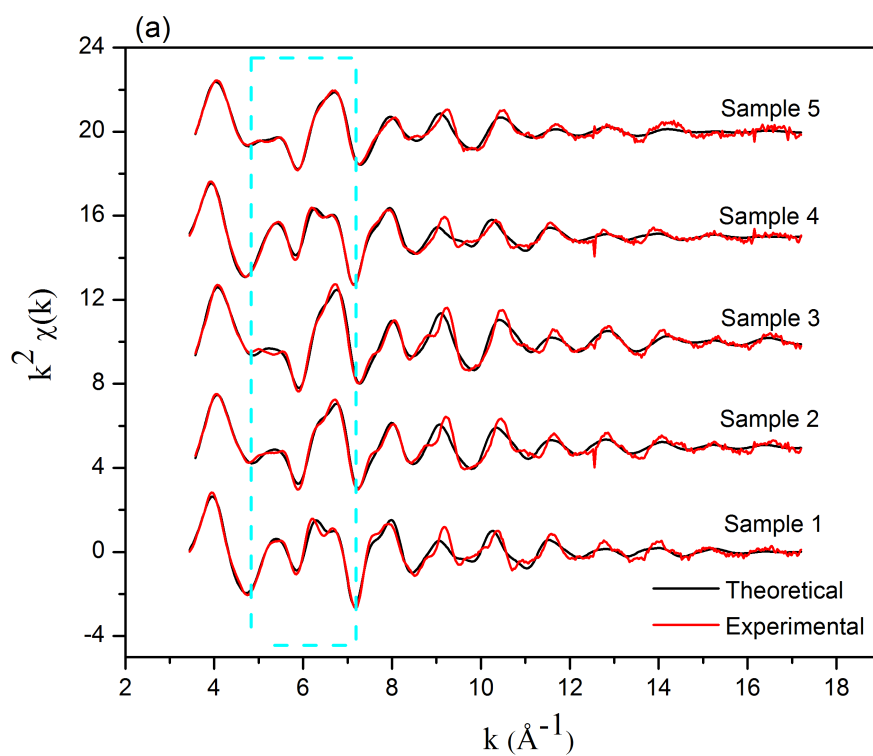 (a)
24
20
16
12
8
4
0
-4
k² χ(k)
Sample 5
Sample 4
Sample 3
Sample 2
Sample 1
Theoretical
Experimental
2 4 6 8 10 12 14 16 18
k (Å⁻¹)